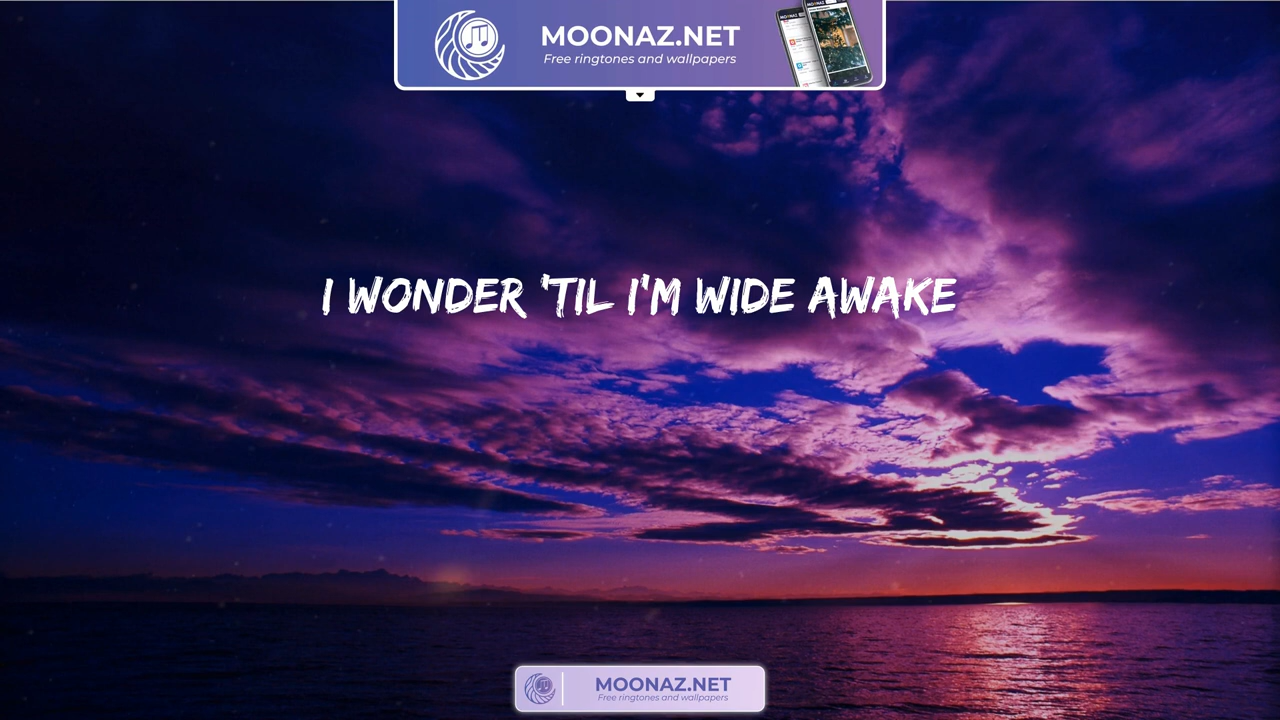 MOONAZ.NET
Free ringtones and wallpapers
I WONDER 'TIL I'M WIDE AWAKE
MOONAZ.NET
Free ringtones and wallpapers